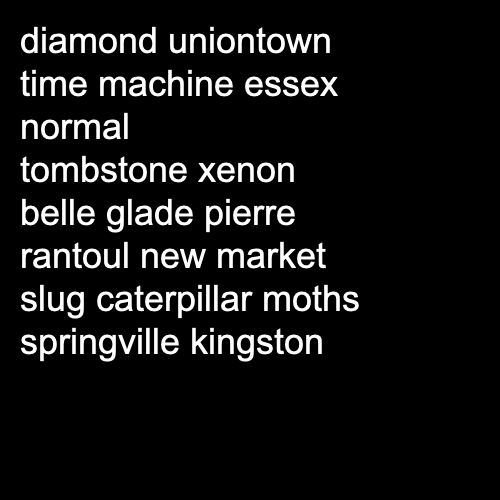 diamond uniontown
time machine essex
normal
tombstone xenon
belle glade pierre
rantoul new market
slug caterpillar moths
springville kingston